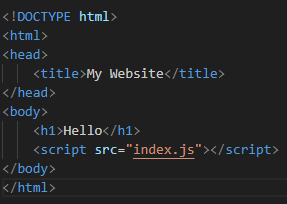 <!DOCTYPE html>
<html>
<head>
    <title>My Website</title>
</head>
<body>
    <h1>Hello</h1>
    <script src="index.js"></script>
</body>
</html>